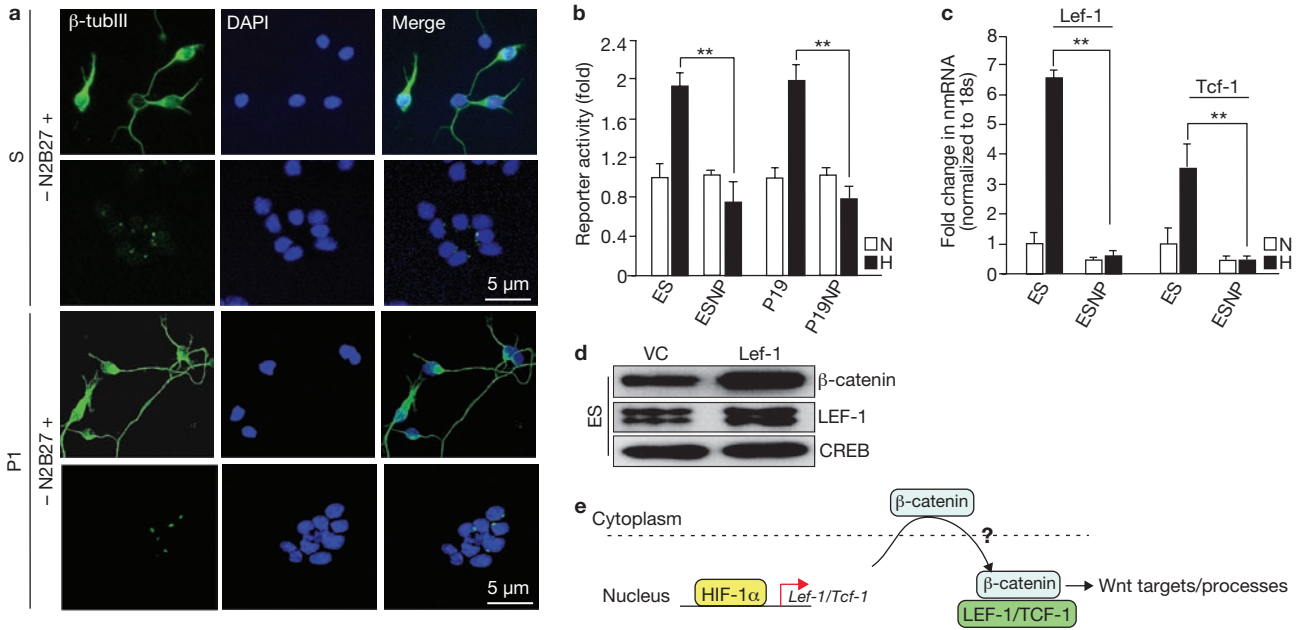 a
β-tubIII
DAPI
Merge
S
– N2B27 +
5 µm
P1
– N2B27 +
5 µm
b
Reporter activity (fold)
2.4
2
1.6
1.2
0.8
0.4
0
**
**
N
H
ES
ESNP
P19
P19NP
c
Fold change in nmRNA
(normalized to 18s)
8
7
6
5
4
3
2
1
0
Lef-1
**
Tcf-1
**
N
H
ES
ESNP
ES
ESNP
d
VC
Lef-1
ES
β-catenin
LEF-1
CREB
e
β-catenin
Cytoplasm
?
Nucleus
HIF-1α
Lef-1/Tcf-1
β-catenin
Wnt targets/processes
LEF-1/TCF-1